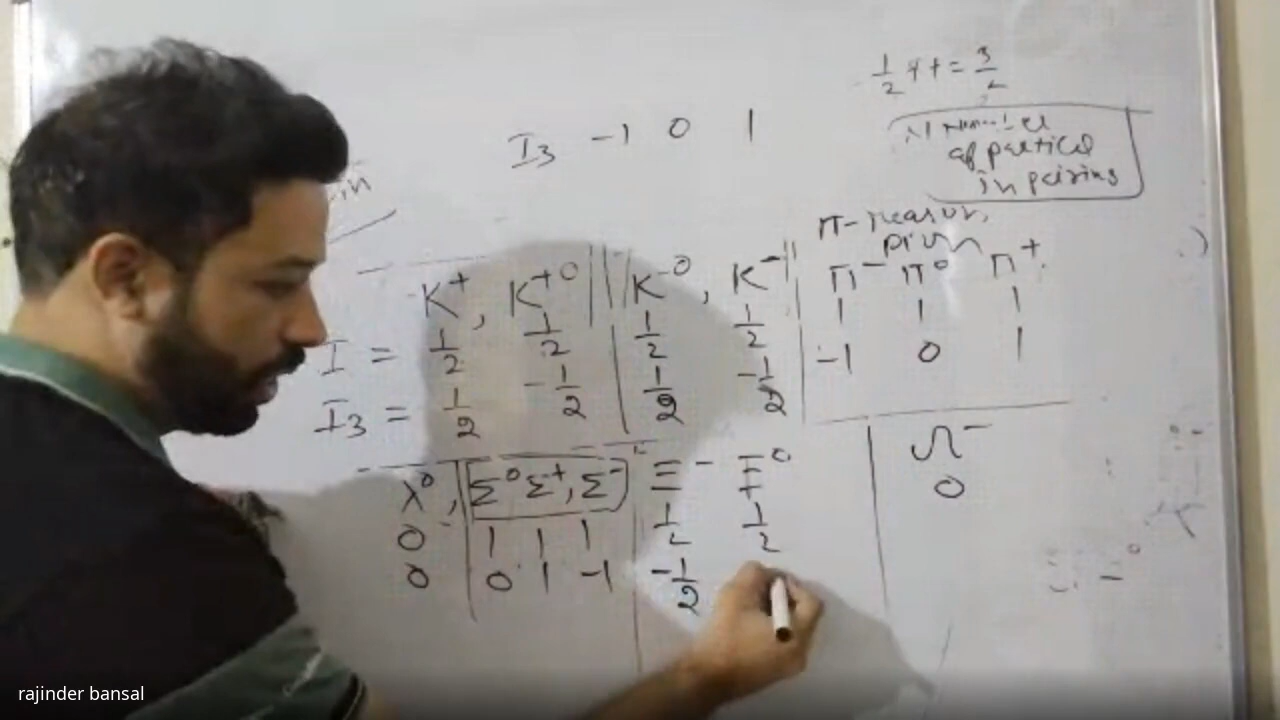 1/2 + 1 = 3/2
I₃ -1 0 1
of particl
in pairing
in
π-
K⁺, K⁺⁰ K⁻⁰, K⁻ π⁻ π⁰ π⁺
I = 1/2 1/2 1/2 1/2 1 1 1
I₃ = 1/2 -1/2 1/2 -1/2 -1 0 1
λ⁰, Σ⁰ Σ⁺, Σ⁻ Ξ⁻ Ξ⁰ Ω⁻
0 1 1 1 1/2 1/2 0
0 0 1 -1 -1/2
rajinder bansal